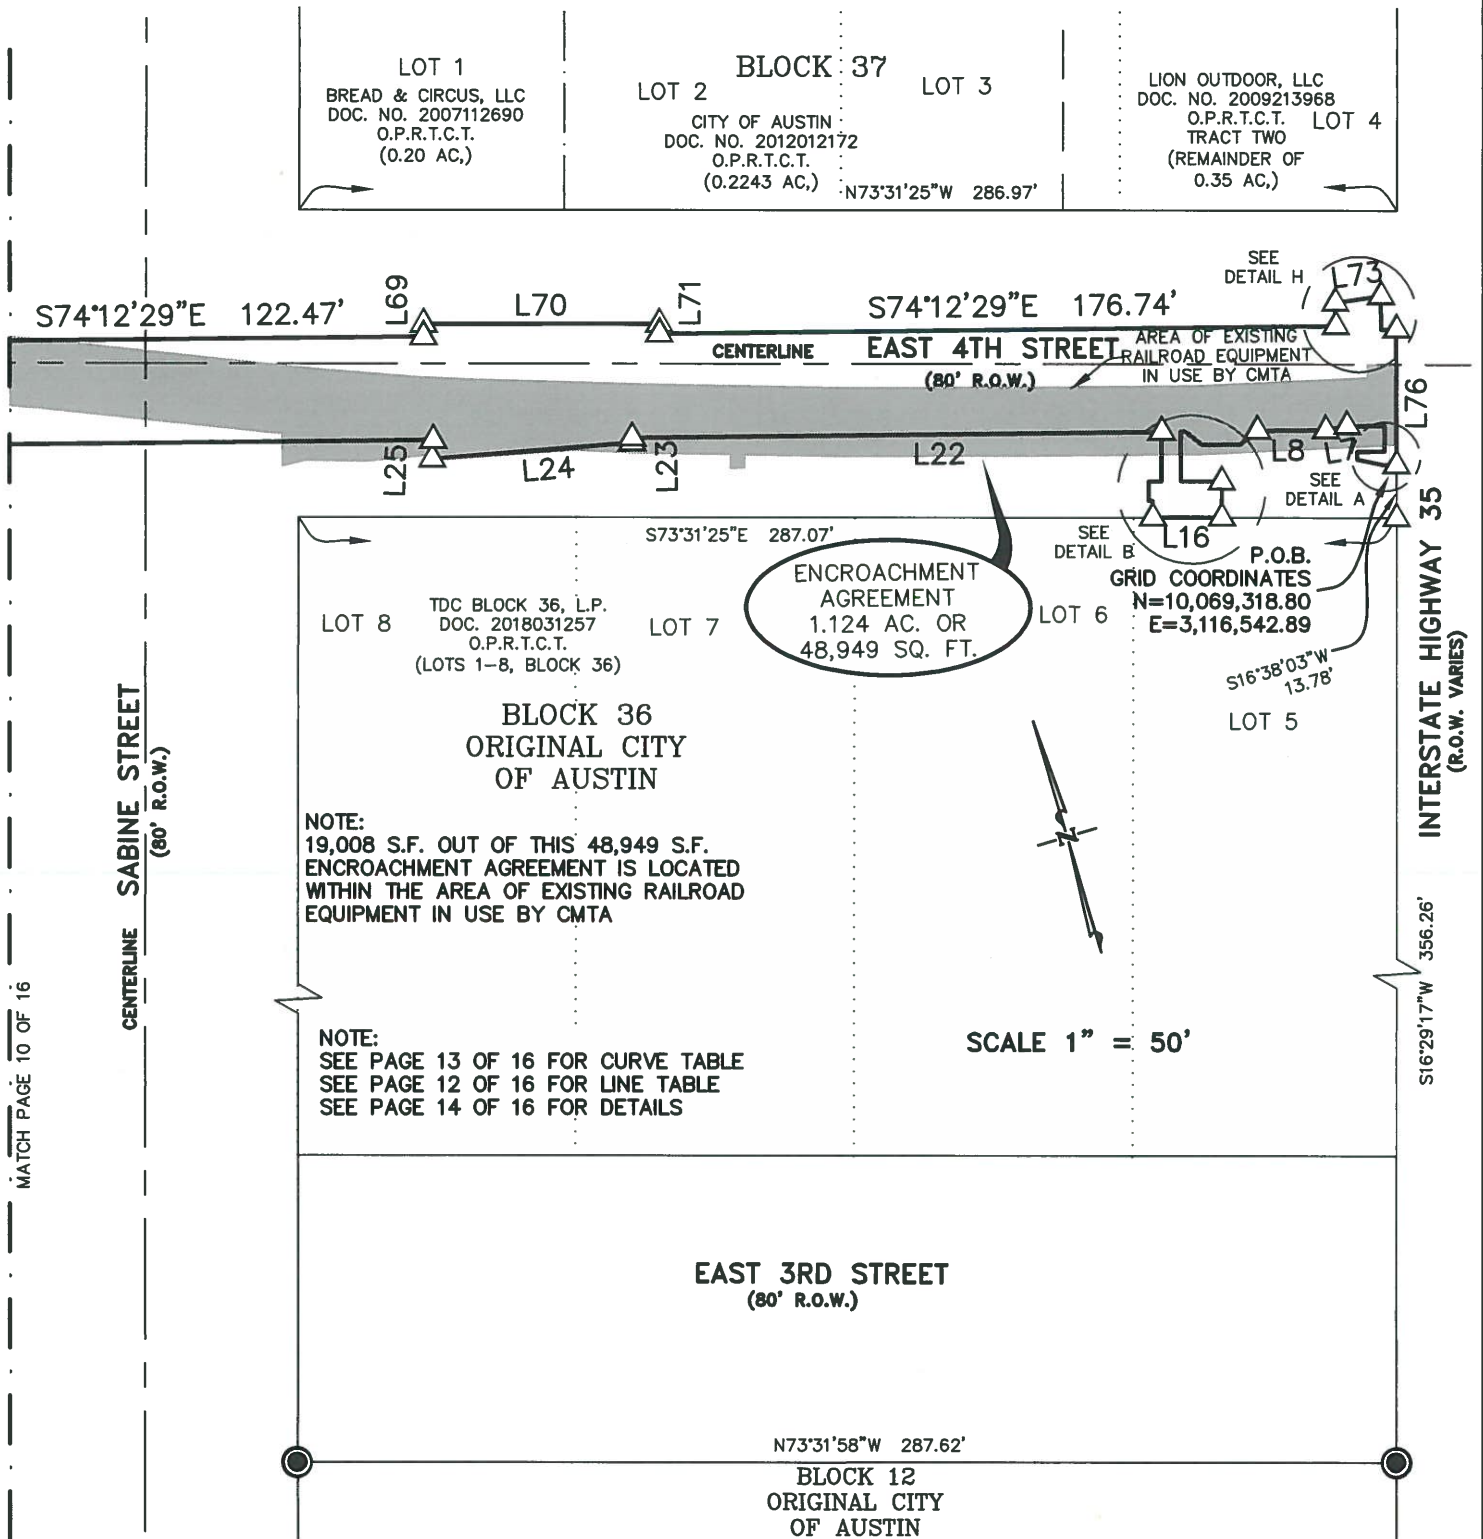 LOT 1
BREAD & CIRCUS, LLC
DOC. NO. 2007112690
O.P.R.T.C.T.
(0.20 AC,)
BLOCK 37
LOT 2
LOT 3
CITY OF AUSTIN
DOC. NO. 2012012172
O.P.R.T.C.T.
(0.2243 AC,)
LION OUTDOOR, LLC
DOC. NO. 2009213968
O.P.R.T.C.T.
TRACT TWO
(REMAINDER OF
0.35 AC,)
LOT 4
N73°31'25"W 286.97'
SEE
DETAIL H
L73
S74°12'29"E 122.47'
L69
L70
L71
S74°12'29"E 176.74'
CENTERLINE EAST 4TH STREET
(80' R.O.W.)
AREA OF EXISTING
RAILROAD EQUIPMENT
IN USE BY CMTA
L76
L25
L24
L23
L22
L8
L7
SEE
DETAIL A
SEE
DETAIL B
L16
S73°31'25"E 287.07'
P.O.B.
GRID COORDINATES
N=10,069,318.80
E=3,116,542.89
ENCROACHMENT
AGREEMENT
1.124 AC. OR
48,949 SQ. FT.
LOT 8
TDC BLOCK 36, L.P.
DOC. 2018031257
O.P.R.T.C.T.
(LOTS 1-8, BLOCK 36)
LOT 7
LOT 6
S16°38'03"W
13.78'
LOT 5
INTERSTATE HIGHWAY 35
(R.O.W. VARIES)
BLOCK 36
ORIGINAL CITY
OF AUSTIN
CENTERLINE SABINE STREET
(80' R.O.W.)
NOTE:
19,008 S.F. OUT OF THIS 48,949 S.F.
ENCROACHMENT AGREEMENT IS LOCATED
WITHIN THE AREA OF EXISTING RAILROAD
EQUIPMENT IN USE BY CMTA
N
S16°29'17"W 356.26'
MATCH PAGE 10 OF 16
NOTE:
SEE PAGE 13 OF 16 FOR CURVE TABLE
SEE PAGE 12 OF 16 FOR LINE TABLE
SEE PAGE 14 OF 16 FOR DETAILS
SCALE 1" = 50'
EAST 3RD STREET
(80' R.O.W.)
N73°31'58"W 287.62'
BLOCK 12
ORIGINAL CITY
OF AUSTIN